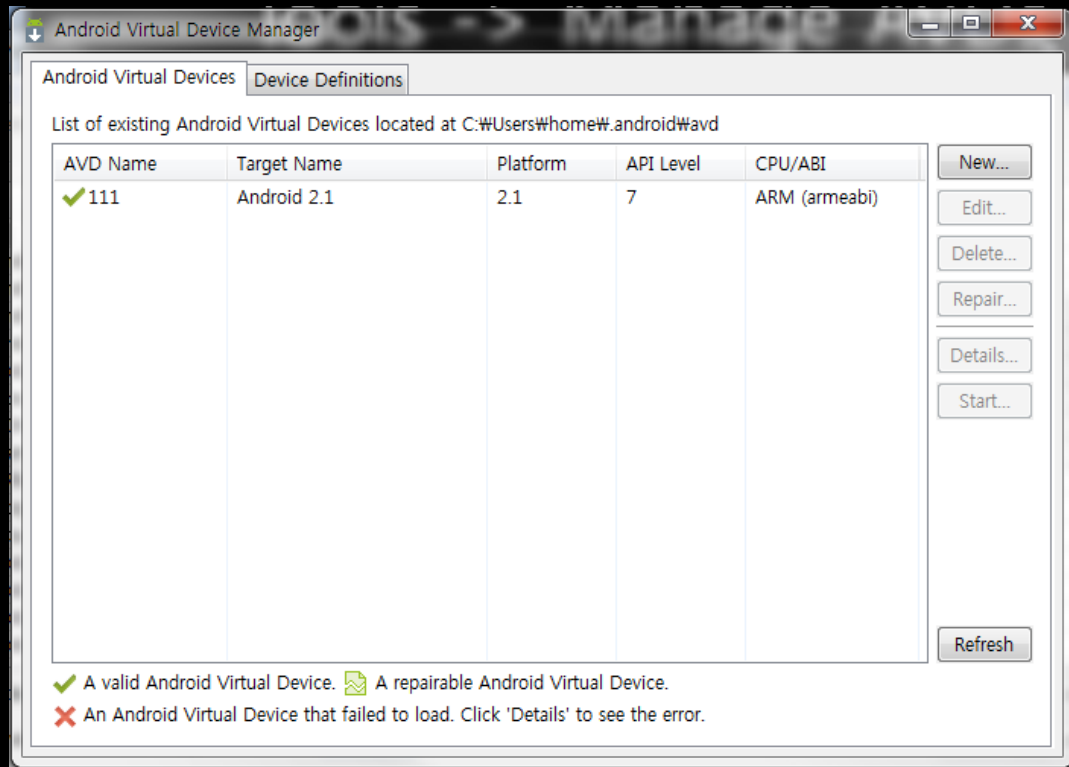 Tools -> Manage AVDs
Android Virtual Device Manager
Android Virtual Devices Device Definitions
List of existing Android Virtual Devices located at C:₩Users₩home₩.android₩avd
AVD Name Target Name Platform API Level CPU/ABI New...
111 Android 2.1 2.1 7 ARM (armeabi)
Edit...
Delete...
Repair...
Details...
Start...
Refresh
A valid Android Virtual Device. A repairable Android Virtual Device.
An Android Virtual Device that failed to load. Click 'Details' to see the error.